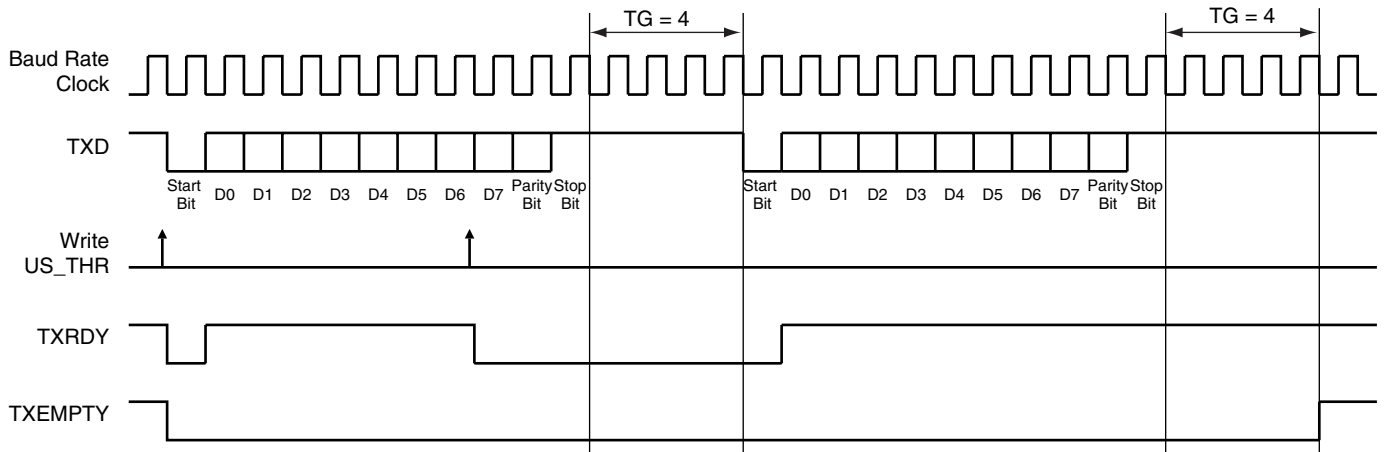 TG = 4
TG = 4
Baud Rate
Clock
TXD
Start
Bit
D0
D1
D2
D3
D4
D5
D6
D7
Parity
Bit
Stop
Bit
Start
Bit
D0
D1
D2
D3
D4
D5
D6
D7
Parity
Bit
Stop
Bit
Write
US_THR
TXRDY
TXEMPTY